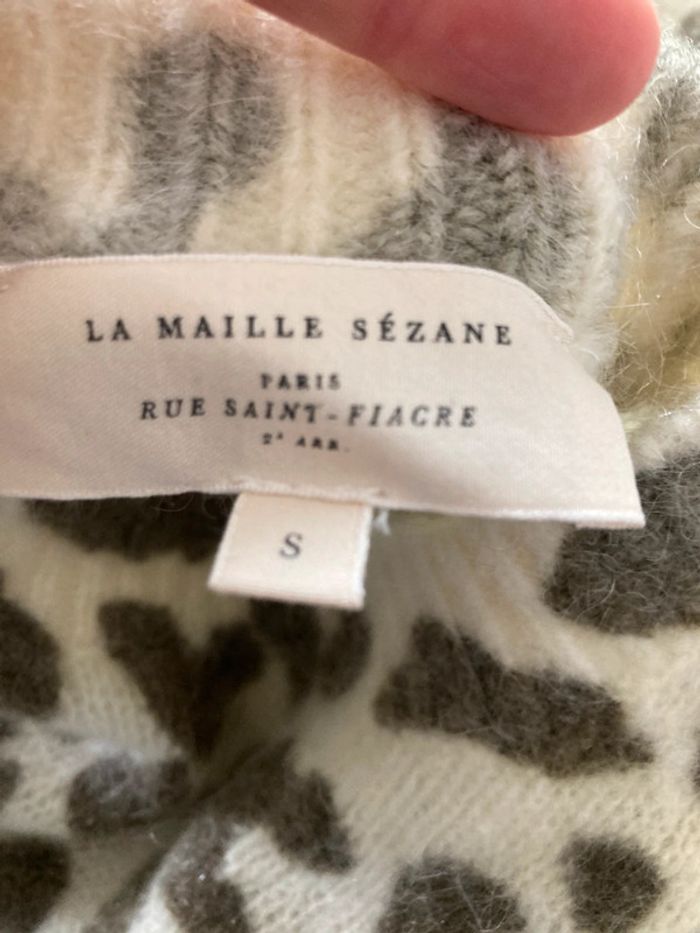 LA MAILLE SÉZANE
PARIS
RUE SAINT-FIACRE
2ᵉ ARR.
S